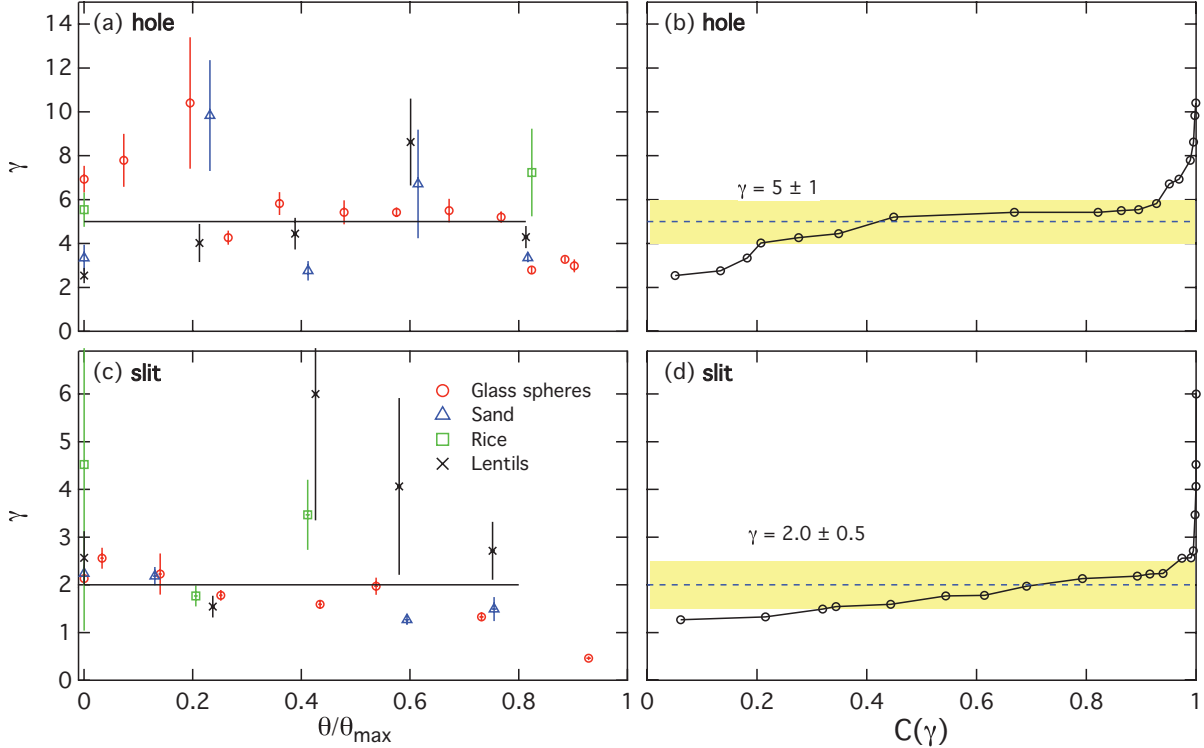 (a) hole
14
12
10
8
6
4
2
0
γ
(b) hole
γ = 5 ± 1
(c) slit
Glass spheres
Sand
Rice
Lentils
6
5
4
3
2
1
0
γ
0 0.2 0.4 0.6 0.8 1
θ/θmax
(d) slit
γ = 2.0 ± 0.5
0 0.2 0.4 0.6 0.8 1
C(γ)